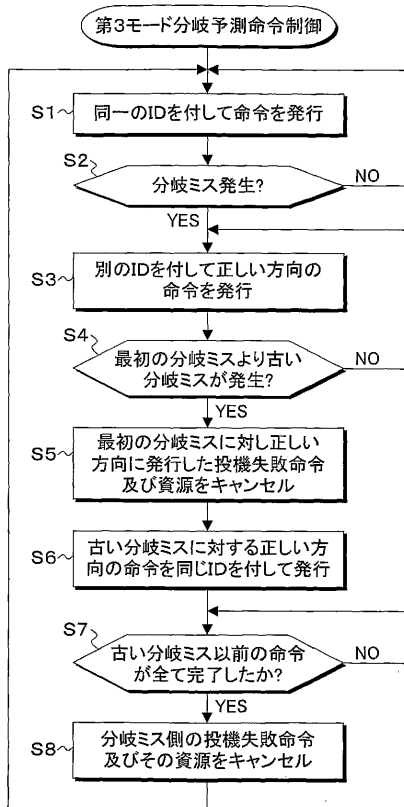 第3モード分岐予測命令制御
S1
同一のIDを付して命令を発行
S2
分岐ミス発生?
NO
YES
S3
別のIDを付して正しい方向の
命令を発行
S4
最初の分岐ミスより古い
分岐ミスが発生?
NO
YES
S5
最初の分岐ミスに対し正しい
方向に発行した投機失敗命令
及び資源をキャンセル
S6
古い分岐ミスに対する正しい方
向の命令を同じIDを付して発行
S7
古い分岐ミス以前の命令
が全て完了したか?
NO
YES
S8
分岐ミス側の投機失敗命令
及びその資源をキャンセル